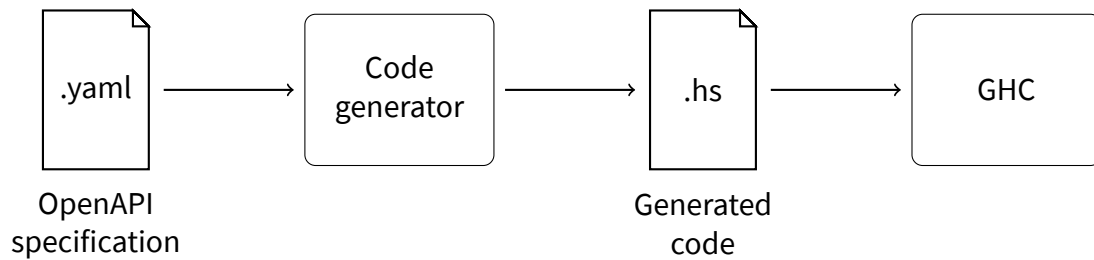 .yaml
OpenAPI
specification
Code
generator
.hs
Generated
code
GHC